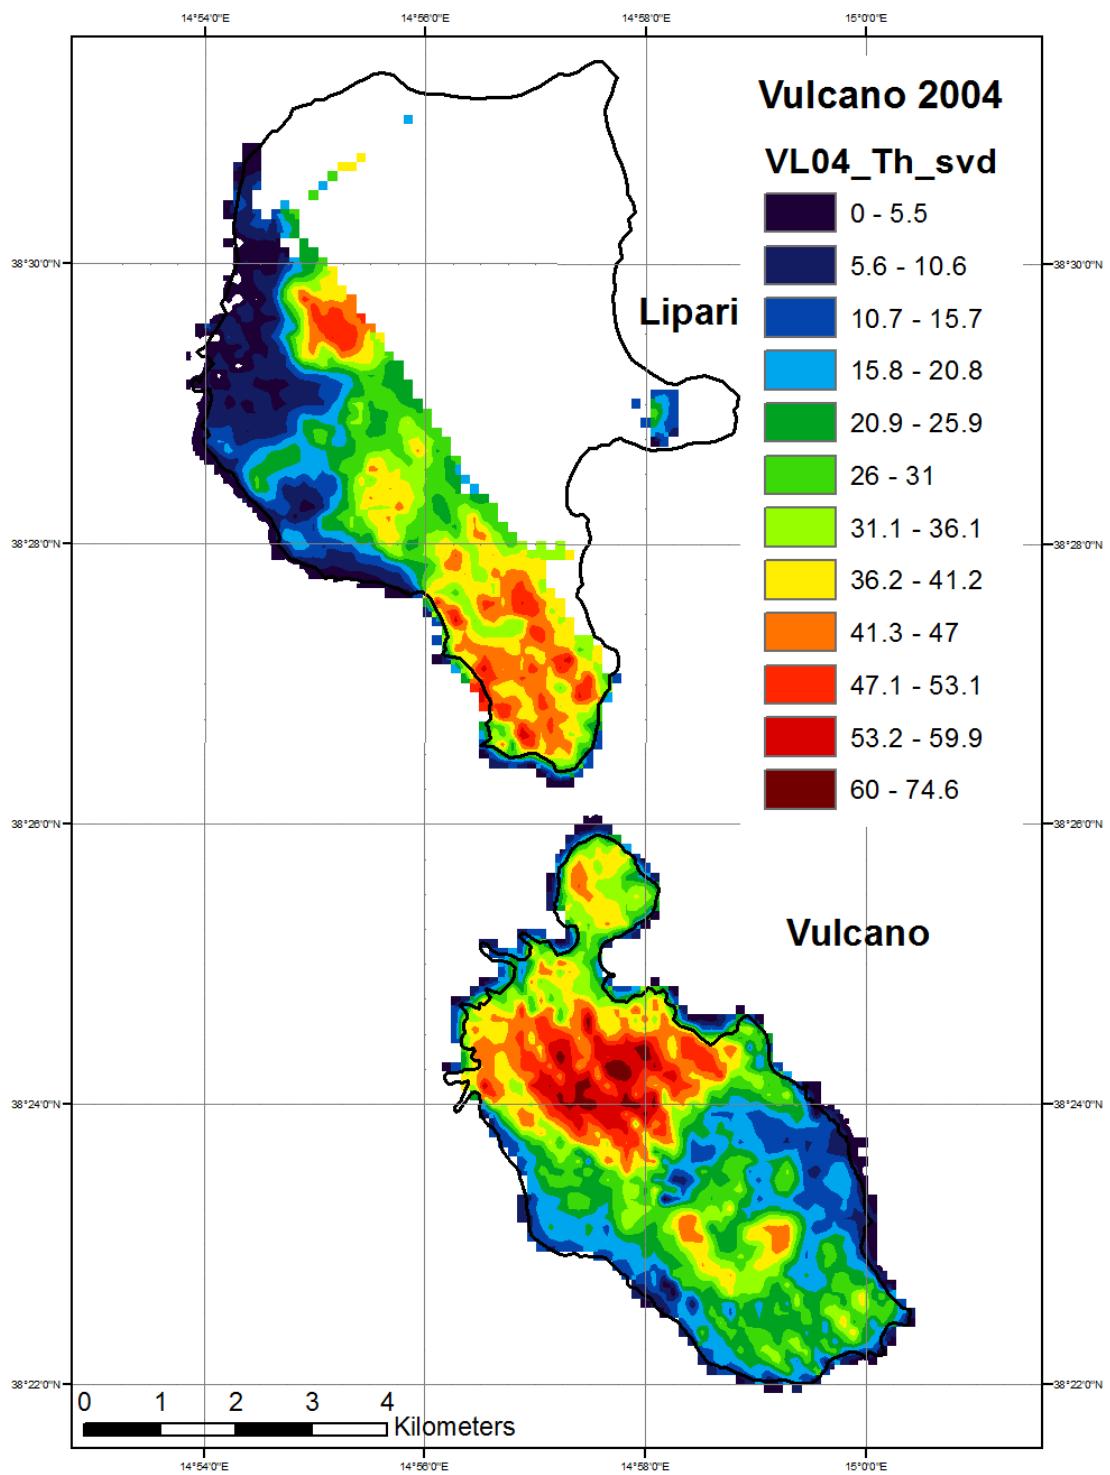 14°54'0"E 14°56'0"E 14°58'0"E 15°0'0"E
Vulcano 2004
VL04_Th_svd
0 - 5.5
5.6 - 10.6
38°30'0"N 38°30'0"N
Lipari
10.7 - 15.7
15.8 - 20.8
20.9 - 25.9
26 - 31
31.1 - 36.1
38°28'0"N 38°28'0"N
36.2 - 41.2
41.3 - 47
47.1 - 53.1
53.2 - 59.9
60 - 74.6
38°26'0"N 38°26'0"N
Vulcano
38°24'0"N 38°24'0"N
38°22'0"N 38°22'0"N
0 1 2 3 4
Kilometers
14°54'0"E 14°56'0"E 14°58'0"E 15°0'0"E